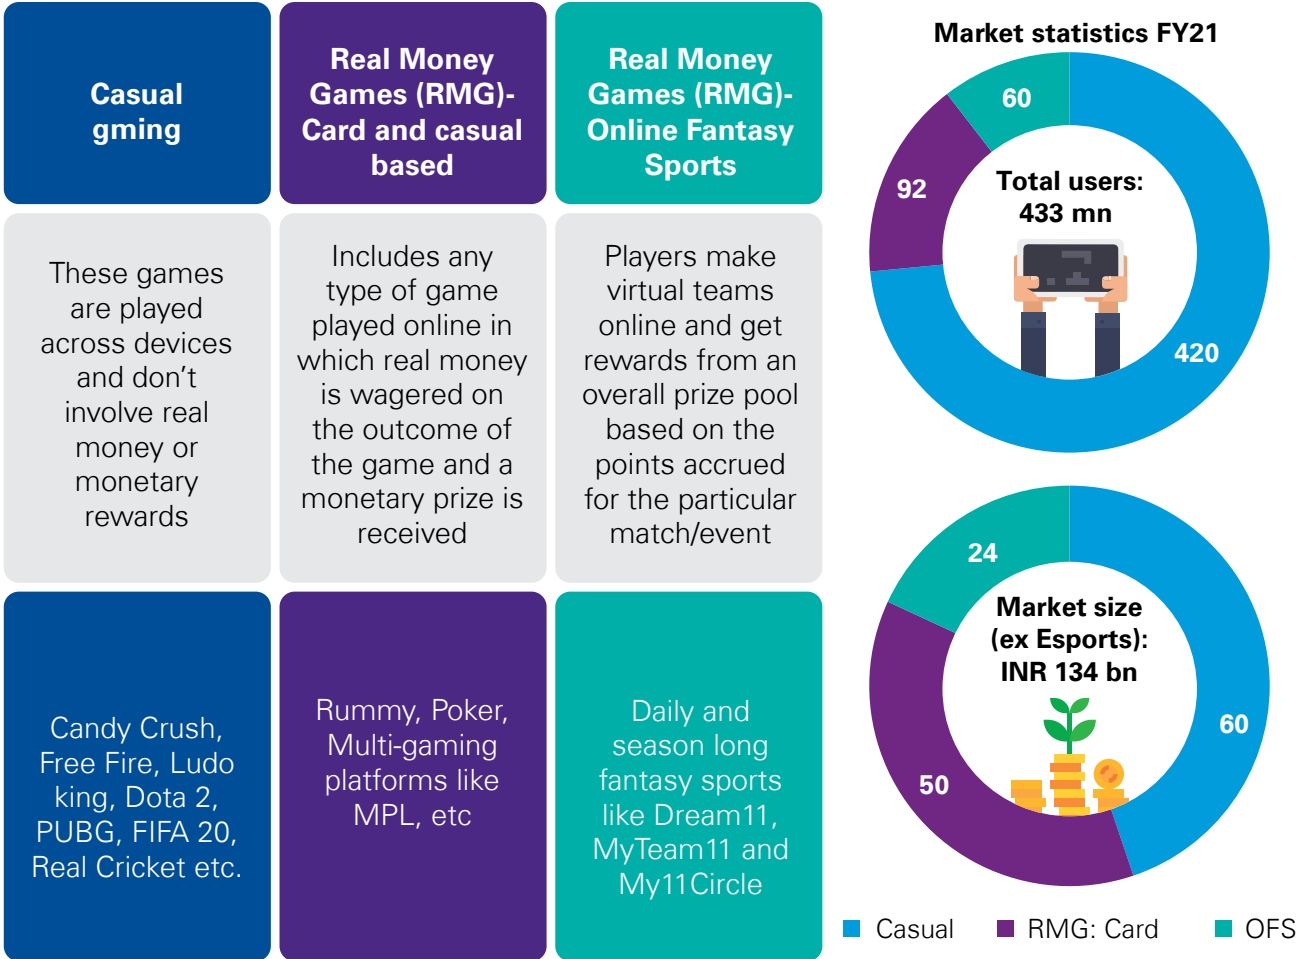 Casual
gming
Real Money
Games (RMG)-
Card and casual
based
Real Money
Games (RMG)-
Online Fantasy
Sports
These games
are played
across devices
and don’t
involve real
money or
monetary
rewards
Includes any
type of game
played online in
which real money
is wagered on
the outcome of
the game and a
monetary prize is
received
Players make
virtual teams
online and get
rewards from an
overall prize pool
based on the
points accrued
for the particular
match/event
Candy Crush,
Free Fire, Ludo
king, Dota 2,
PUBG, FIFA 20,
Real Cricket etc.
Rummy, Poker,
Multi-gaming
platforms like
MPL, etc
Daily and
season long
fantasy sports
like Dream11,
MyTeam11 and
My11Circle
Market statistics FY21
60
92
Total users:
433 mn
420
24
Market size
(ex Esports):
INR 134 bn
60
50
Casual
RMG: Card
OFS